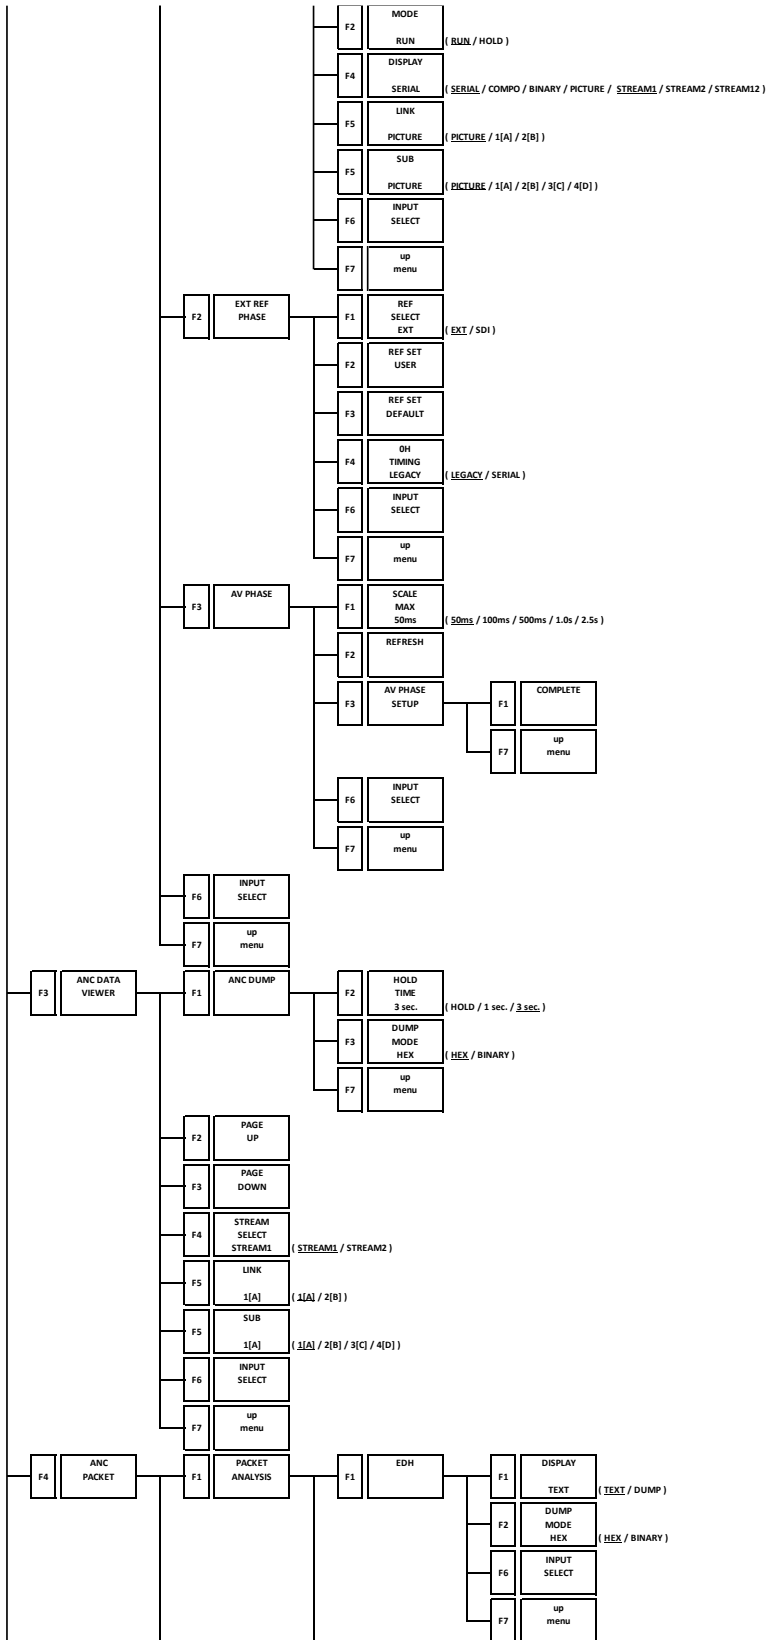 F2
MODE
RUN ( RUN / HOLD )
F4
DISPLAY
SERIAL ( SERIAL / COMPO / BINARY / PICTURE / STREAM1 / STREAM2 / STREAM12 )
F5
LINK
PICTURE ( PICTURE / 1[A] / 2[B] )
F5
SUB
PICTURE ( PICTURE / 1[A] / 2[B] / 3[C] / 4[D] )
F6
INPUT
SELECT
F7
up
menu
F2
EXT REF
PHASE
F1
REF
SELECT
EXT ( EXT / SDI )
F2
REF SET
USER
F3
REF SET
DEFAULT
F4
0H
TIMING
LEGACY ( LEGACY / SERIAL )
F6
INPUT
SELECT
F7
up
menu
F3
AV PHASE
F1
SCALE
MAX
50ms ( 50ms / 100ms / 500ms / 1.0s / 2.5s )
F2
REFRESH
F3
AV PHASE
SETUP
F1
COMPLETE
F7
up
menu
F6
INPUT
SELECT
F7
up
menu
F6
INPUT
SELECT
F7
up
menu
F3
ANC DATA
VIEWER
F1
ANC DUMP
F2
HOLD
TIME
3 sec. ( HOLD / 1 sec. / 3 sec. )
F3
DUMP
MODE
HEX ( HEX / BINARY )
F7
up
menu
F2
PAGE
UP
F3
PAGE
DOWN
F4
STREAM
SELECT
STREAM1 ( STREAM1 / STREAM2 )
F5
LINK
1[A] ( 1[A] / 2[B] )
F5
SUB
1[A] ( 1[A] / 2[B] / 3[C] / 4[D] )
F6
INPUT
SELECT
F7
up
menu
F4
ANC
PACKET
F1
PACKET
ANALYSIS
F1
EDH
F1
DISPLAY
TEXT ( TEXT / DUMP )
F2
DUMP
MODE
HEX ( HEX / BINARY )
F6
INPUT
SELECT
F7
up
menu